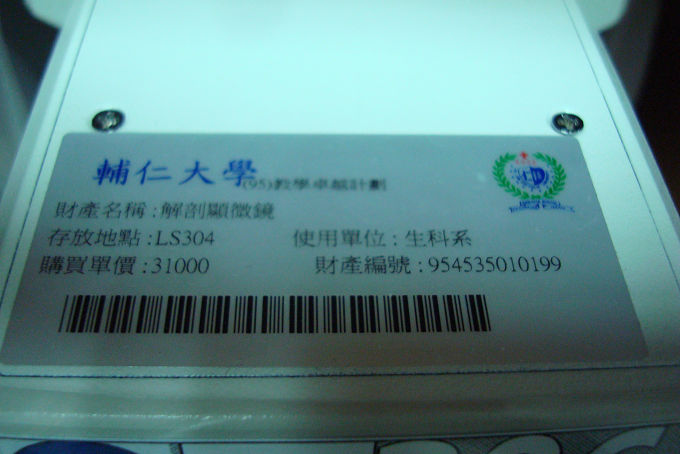 輔仁大學(95)教學卓越計劃
財產名稱:解剖顯微鏡
存放地點:LS304 使用單位:生科系
購買單價:31000 財產編號:954535010199